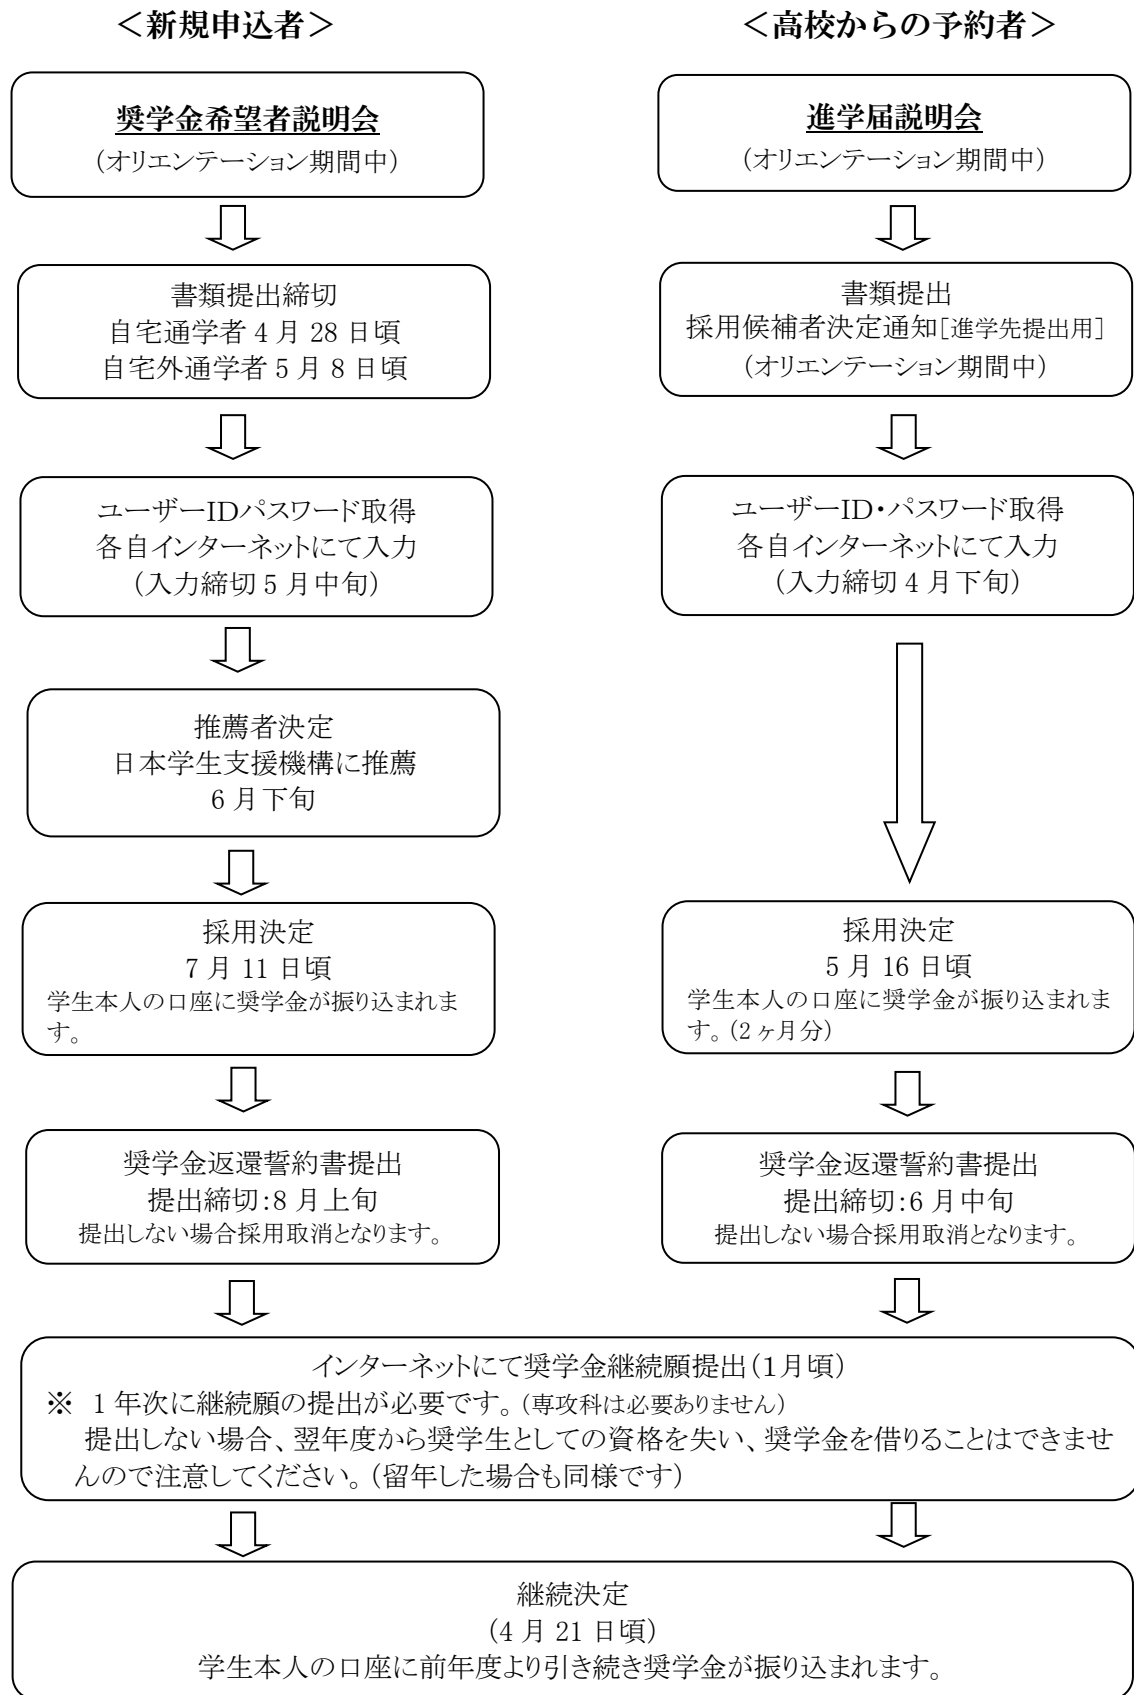 ＜新規申込者＞
奨学金希望者説明会
（オリエンテーション期間中）
書類提出締切
自宅通学者 4 月 28 日頃
自宅外通学者 5 月 8 日頃
ユーザーIDパスワード取得
各自インターネットにて入力
（入力締切 5 月中旬）
推薦者決定
日本学生支援機構に推薦
6 月下旬
採用決定
7 月 11 日頃
学生本人の口座に奨学金が振り込まれま
す。
奨学金返還誓約書提出
提出締切：8 月上旬
提出しない場合採用取消となります。
＜高校からの予約者＞
進学届説明会
（オリエンテーション期間中）
書類提出
採用候補者決定通知［進学先提出用］
（オリエンテーション期間中）
ユーザーID・パスワード取得
各自インターネットにて入力
（入力締切 4 月下旬）
採用決定
5 月 16 日頃
学生本人の口座に奨学金が振り込まれま
す。（2 ヶ月分）
奨学金返還誓約書提出
提出締切：6 月中旬
提出しない場合採用取消となります。
インターネットにて奨学金継続願提出（1月頃）
※ 1 年次に継続願の提出が必要です。（専攻科は必要ありません）
提出しない場合、翌年度から奨学生としての資格を失い、奨学金を借りることはできませ
んので注意してください。（留年した場合も同様です）
継続決定
（4 月 21 日頃）
学生本人の口座に前年度より引き続き奨学金が振り込まれます。